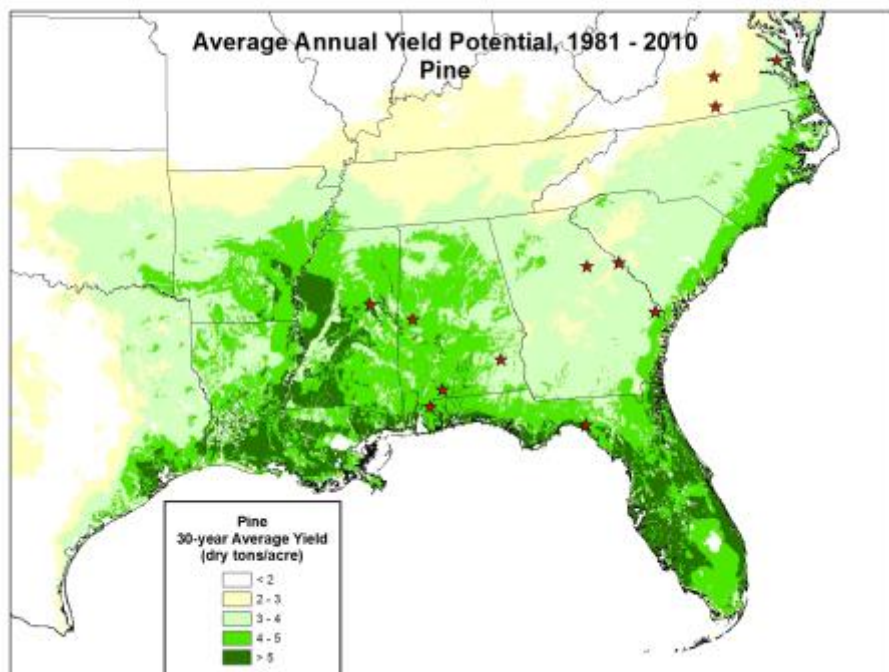 Average Annual Yield Potential, 1981 - 2010
Pine
Pine
30-year Average Yield
(dry tons/acre)
< 2
2 - 3
3 - 4
4 - 5
> 5